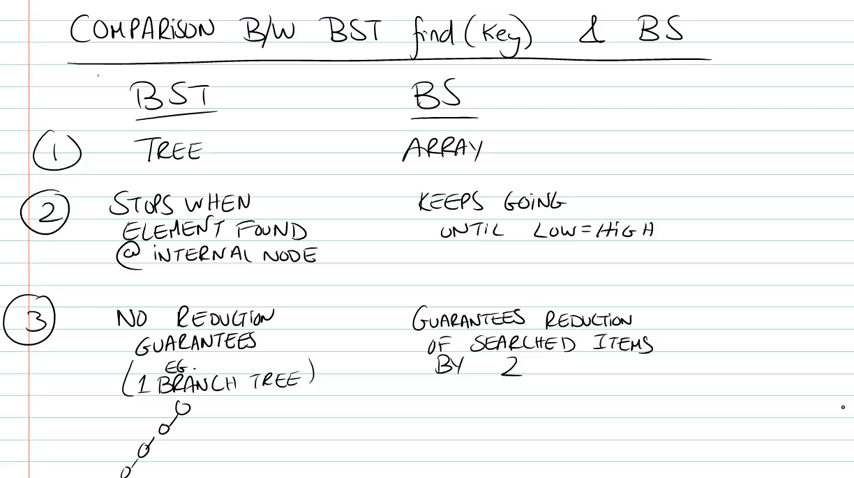 COMPARISON B/W BST find(key) & BS
BST BS
1 TREE ARRAY
2 STOPS WHEN KEEPS GOING
ELEMENT FOUND UNTIL LOW=HIGH
@ INTERNAL NODE
3 NO REDUCTION GUARANTEES REDUCTION
GUARANTEES OF SEARCHED ITEMS
EG. BY 2
(1 BRANCH TREE)